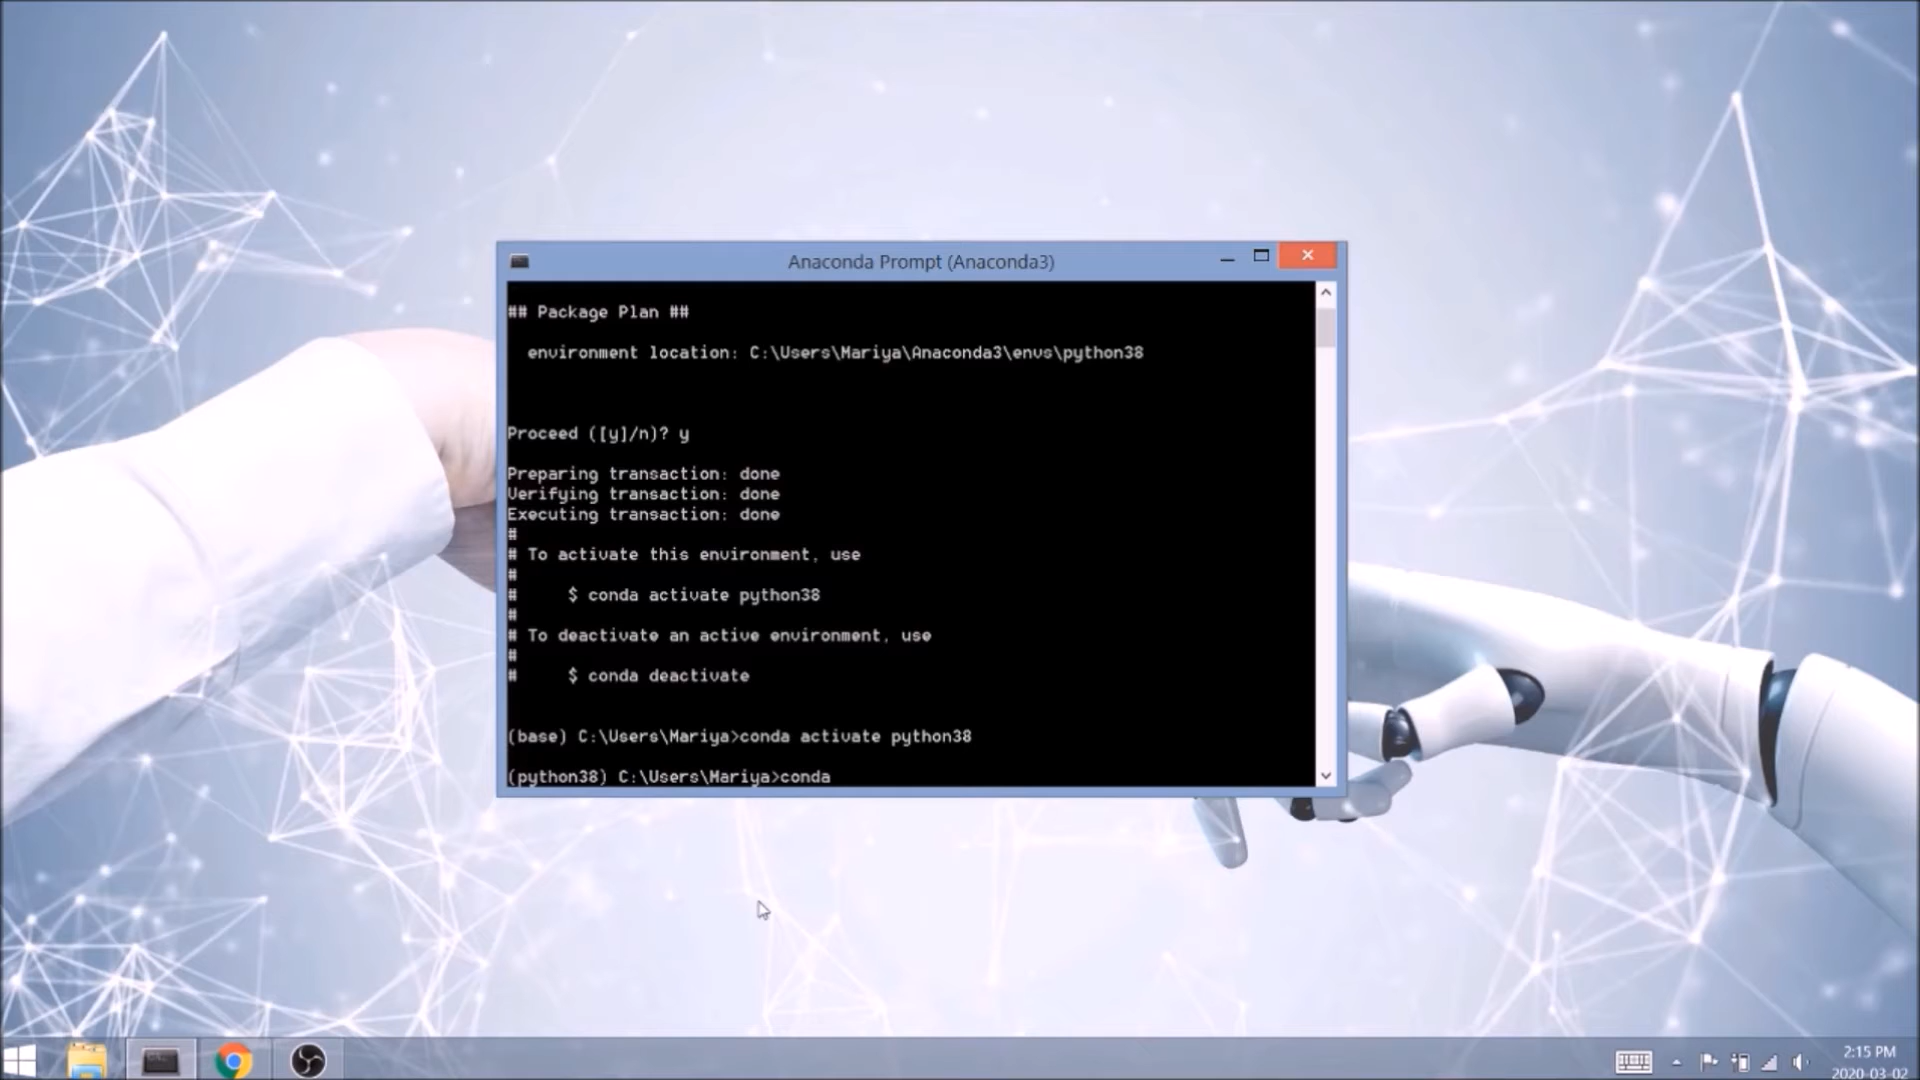 Anaconda Prompt (Anaconda3)
## Package Plan ##
environment location: C:\Users\Mariya\Anaconda3\envs\python38
Proceed ([y]/n)? y
Preparing transaction: done
Verifying transaction: done
Executing transaction: done
#
# To activate this environment, use
#
#     $ conda activate python38
#
# To deactivate an active environment, use
#
#     $ conda deactivate
(base) C:\Users\Mariya>conda activate python38
(python38) C:\Users\Mariya>conda
2:15 PM
2020-03-02